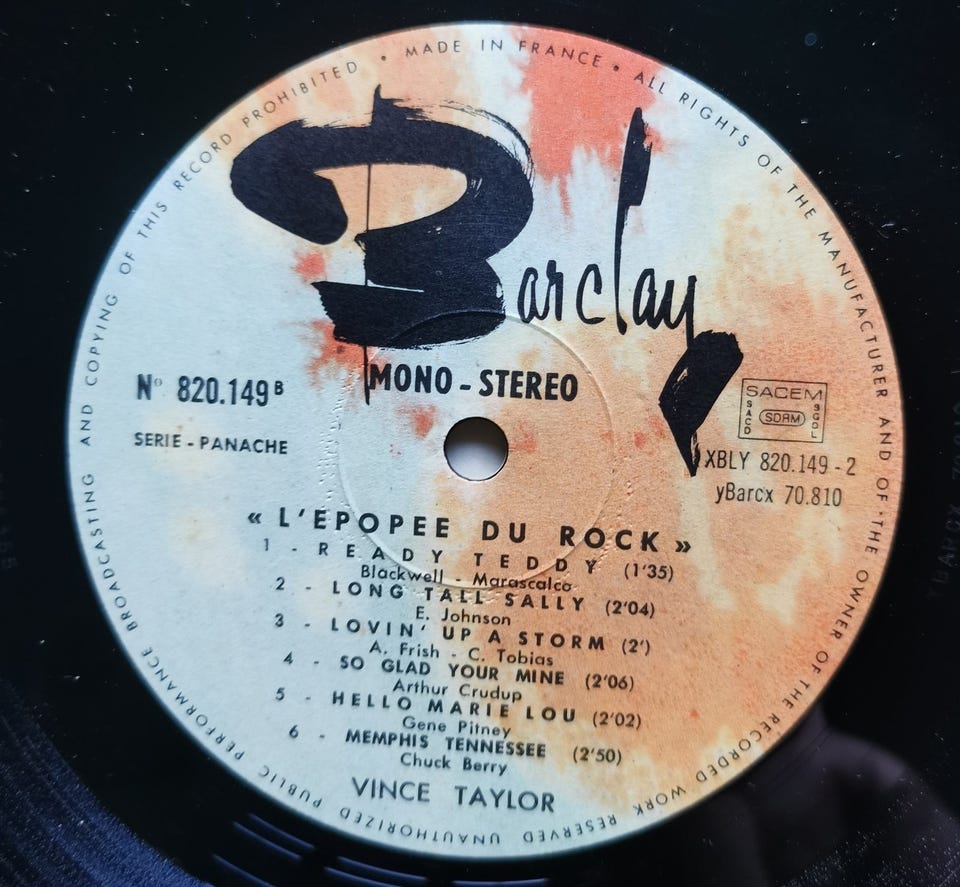 UNAUTHORIZED PUBLIC PERFORMANCE BROADCASTING AND COPYING OF THIS RECORD PROHIBITED • MADE IN FRANCE • ALL RIGHTS OF THE MANUFACTURER AND OF THE OWNER OF THE RECORDED WORK RESERVED
Barclay
MONO - STEREO
N° 820.149 B
SERIE - PANACHE
SACEM
SACD SDRM SGDL
XBLY 820.149 - 2
yBarcx 70.810
« L'EPOPEE DU ROCK »
1 - READY TEDDY (1'35)
Blackwell - Marascalco
2 - LONG TALL SALLY (2'04)
E. Johnson
3 - LOVIN' UP A STORM (2')
A. Frish - C. Tobias
4 - SO GLAD YOUR MINE (2'06)
Arthur Crudup
5 - HELLO MARIE LOU (2'02)
Gene Pitney
6 - MEMPHIS TENNESSEE (2'50)
Chuck Berry
VINCE TAYLOR